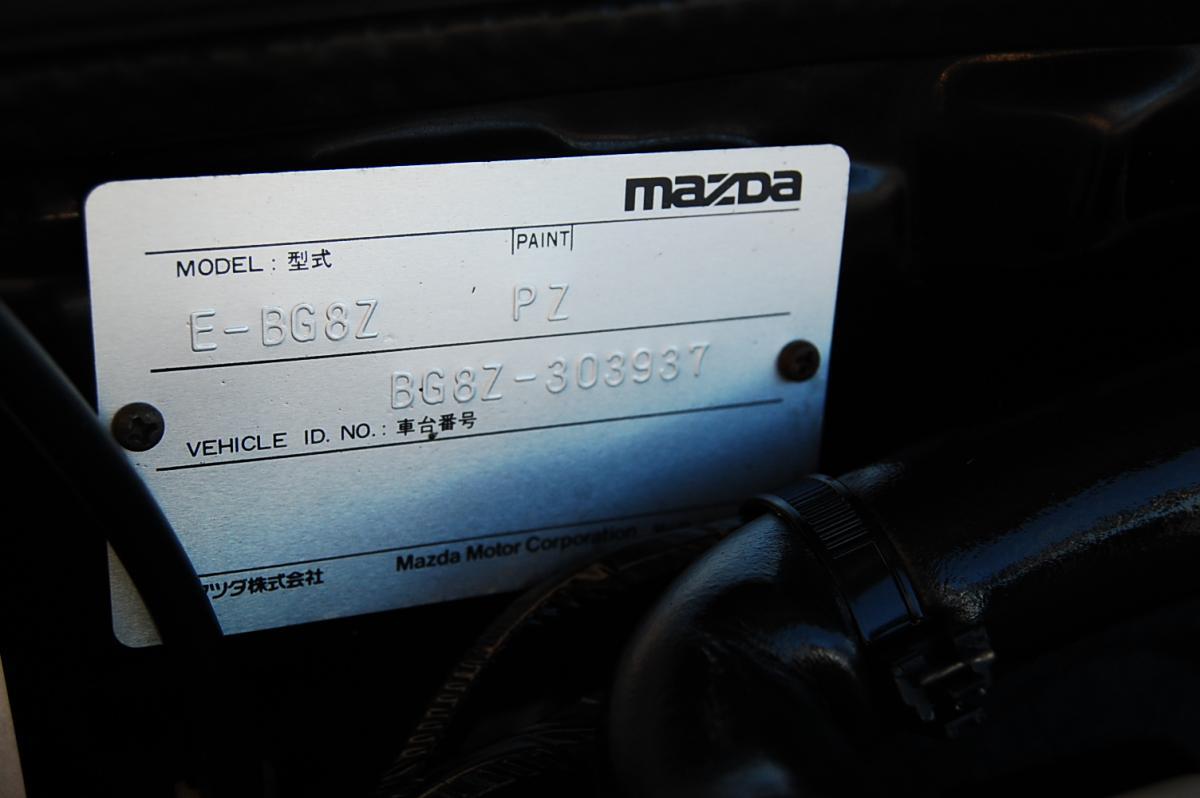 mazda
MODEL : 型式 PAINT
E-BG8Z PZ
BG8Z-303937
VEHICLE ID. NO. : 車台番号
Mazda Motor Corporation
マツダ株式会社